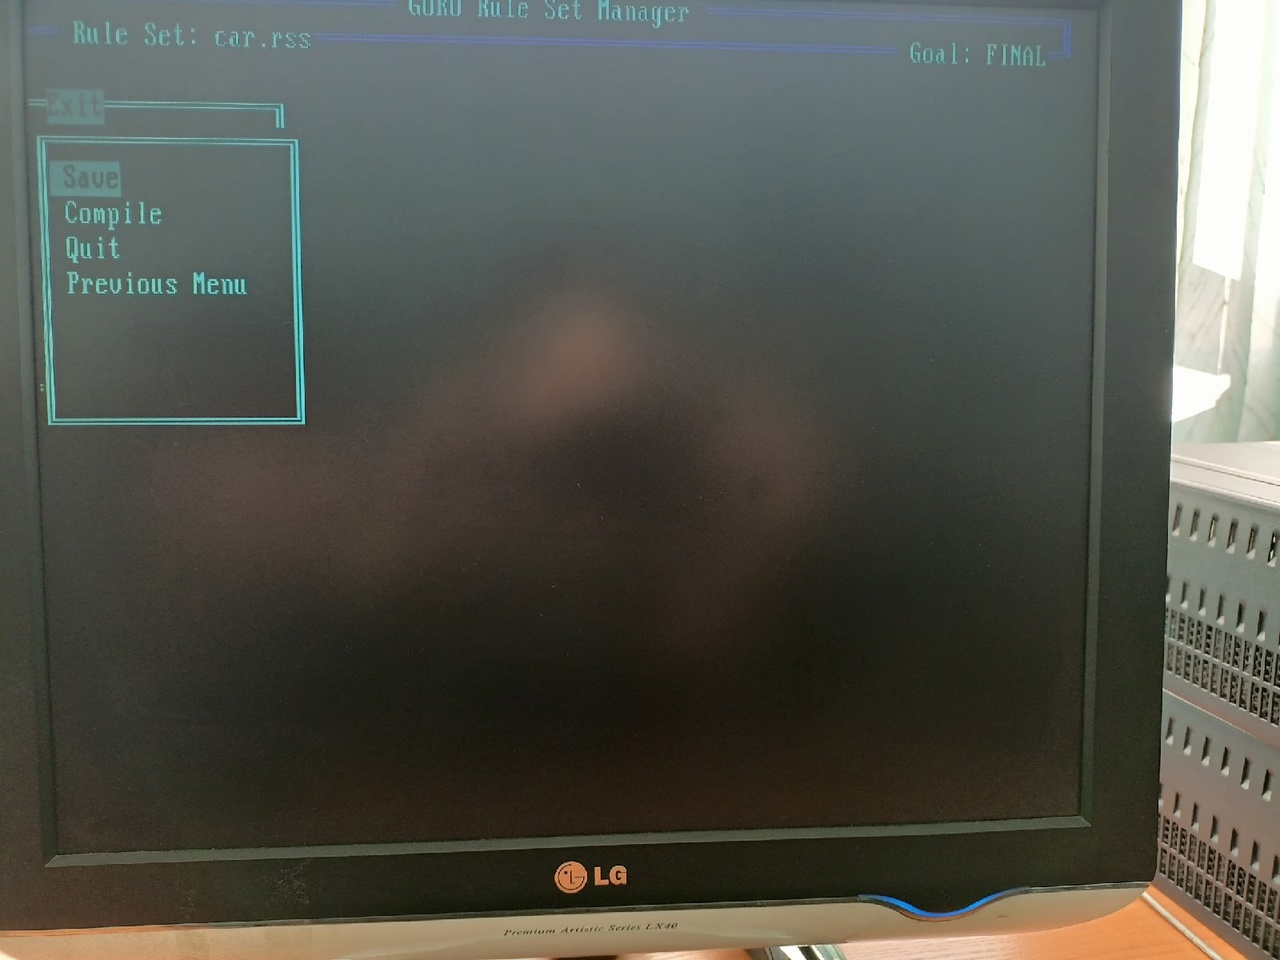 GURU Rule Set Manager
Rule Set: car.rss
Goal: FINAL
Exit
Save
Compile
Quit
Previous Menu
LG
Premium Artistic Series LX40